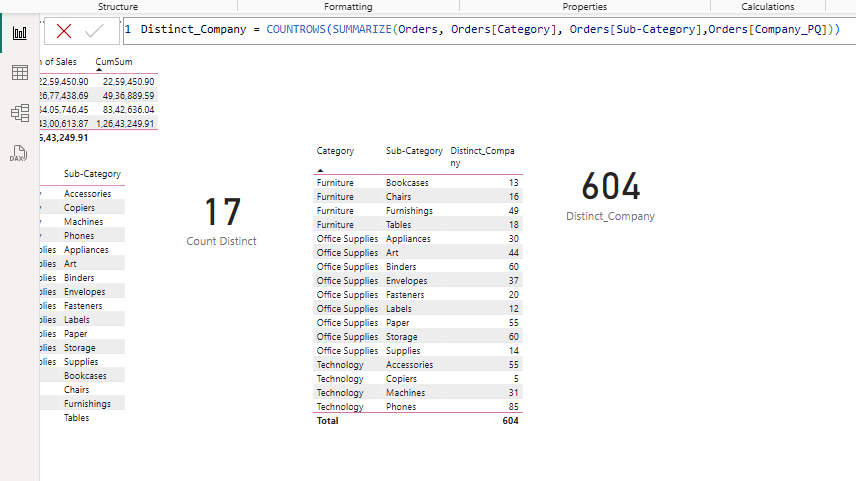 Structure Formatting Properties Calculations
1 Distinct_Company = COUNTROWS(SUMMARIZE(Orders, Orders[Category], Orders[Sub-Category],Orders[Company_PQ]))
n of Sales CumSum
22,59,450.90 22,59,450.90
26,77,438.69 49,36,889.59
34,05,746.45 83,42,636.04
43,00,613.87 1,26,43,249.91
6,43,249.91
Sub-Category
Accessories
Copiers
Machines
Phones
plies Appliances
plies Art
plies Binders
plies Envelopes
plies Fasteners
plies Labels
plies Paper
plies Storage
plies Supplies
Bookcases
Chairs
Furnishings
Tables
17
Count Distinct
Category Sub-Category Distinct_Compa
ny
Furniture Bookcases 13
Furniture Chairs 16
Furniture Furnishings 49
Furniture Tables 18
Office Supplies Appliances 30
Office Supplies Art 44
Office Supplies Binders 60
Office Supplies Envelopes 37
Office Supplies Fasteners 20
Office Supplies Labels 12
Office Supplies Paper 55
Office Supplies Storage 60
Office Supplies Supplies 14
Technology Accessories 55
Technology Copiers 5
Technology Machines 31
Technology Phones 85
Total 604
604
Distinct_Company
DAX